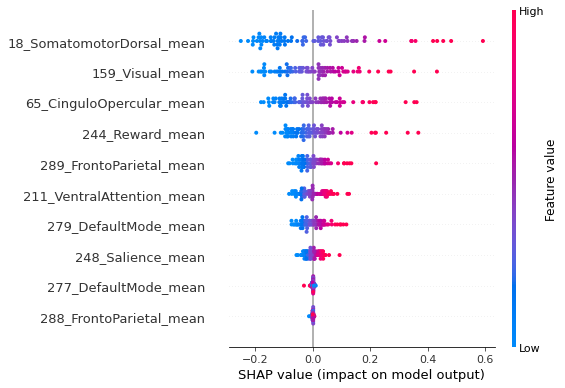 18_SomatomotorDorsal_mean
159_Visual_mean
65_CinguloOpercular_mean
244_Reward_mean
289_FrontoParietal_mean
211_VentralAttention_mean
279_DefaultMode_mean
248_Salience_mean
277_DefaultMode_mean
288_FrontoParietal_mean
−0.2 0.0 0.2 0.4 0.6
SHAP value (impact on model output)
High
Feature value
Low